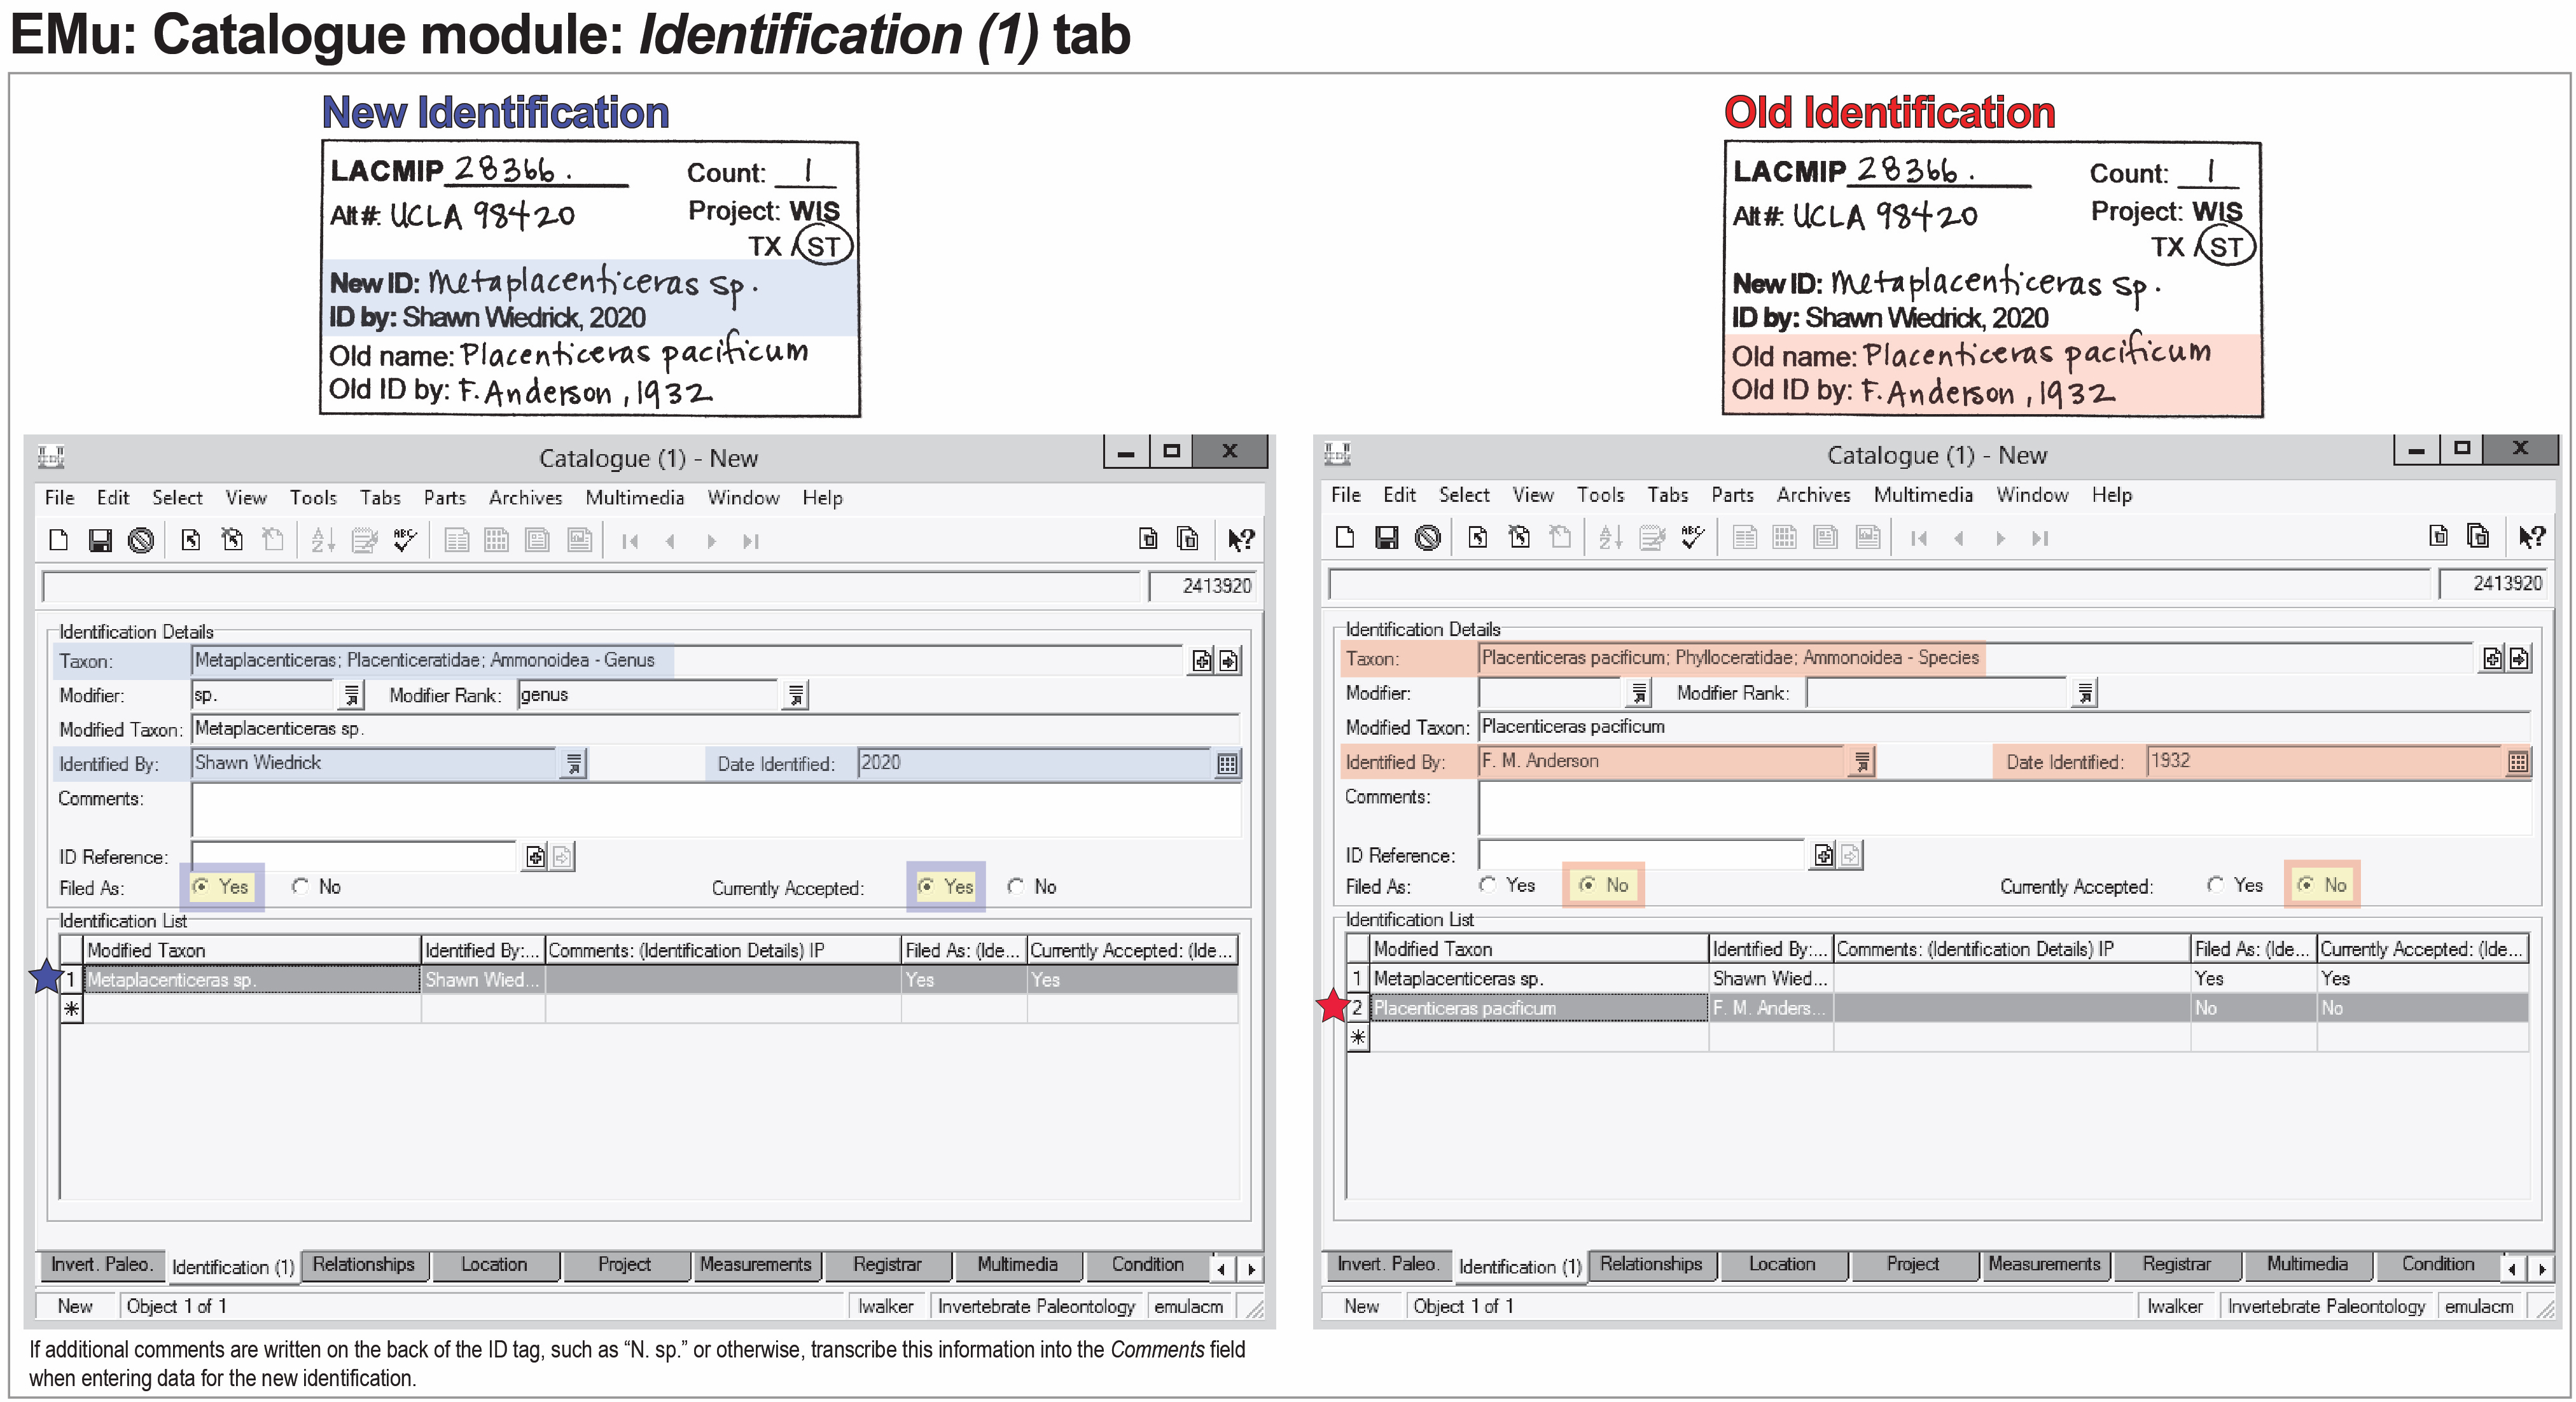 EMu: Catalogue module: Identification (1) tab
New Identification
LACMIP 28366. Count: 1
Alt#: UCLA 98420 Project: WIS
TX / ST
New ID: Metaplacenticeras sp.
ID by: Shawn Wiedrick, 2020
Old name: Placenticeras pacificum
Old ID by: F. Anderson, 1932
Old Identification
LACMIP 28366. Count: 1
Alt#: UCLA 98420 Project: WIS
TX / ST
New ID: Metaplacenticeras sp.
ID by: Shawn Wiedrick, 2020
Old name: Placenticeras pacificum
Old ID by: F. Anderson, 1932
Catalogue (1) - New
File Edit Select View Tools Tabs Parts Archives Multimedia Window Help
2413920
Identification Details
Taxon: Metaplacenticeras; Placenticeratidae; Ammonoidea - Genus
Modifier: sp. Modifier Rank: genus
Modified Taxon: Metaplacenticeras sp.
Identified By: Shawn Wiedrick Date Identified: 2020
Comments:
ID Reference:
Filed As: Yes No Currently Accepted: Yes No
Identification List
Modified Taxon Identified By:... Comments: (Identification Details) IP Filed As: (Ide... Currently Accepted: (Ide...
1 Metaplacenticeras sp. Shawn Wied... Yes Yes
Invert. Paleo. Identification (1) Relationships Location Project Measurements Registrar Multimedia Condition
New Object 1 of 1 lwalker Invertebrate Paleontology emulacm
Catalogue (1) - New
File Edit Select View Tools Tabs Parts Archives Multimedia Window Help
2413920
Identification Details
Taxon: Placenticeras pacificum; Phylloceratidae; Ammonoidea - Species
Modifier: Modifier Rank:
Modified Taxon: Placenticeras pacificum
Identified By: F. M. Anderson Date Identified: 1932
Comments:
ID Reference:
Filed As: Yes No Currently Accepted: Yes No
Identification List
Modified Taxon Identified By:... Comments: (Identification Details) IP Filed As: (Ide... Currently Accepted: (Ide...
1 Metaplacenticeras sp. Shawn Wied... Yes Yes
2 Placenticeras pacificum F. M. Anders... No No
Invert. Paleo. Identification (1) Relationships Location Project Measurements Registrar Multimedia Condition
New Object 1 of 1 lwalker Invertebrate Paleontology emulacm
If additional comments are written on the back of the ID tag, such as “N. sp.” or otherwise, transcribe this information into the Comments field
when entering data for the new identification.